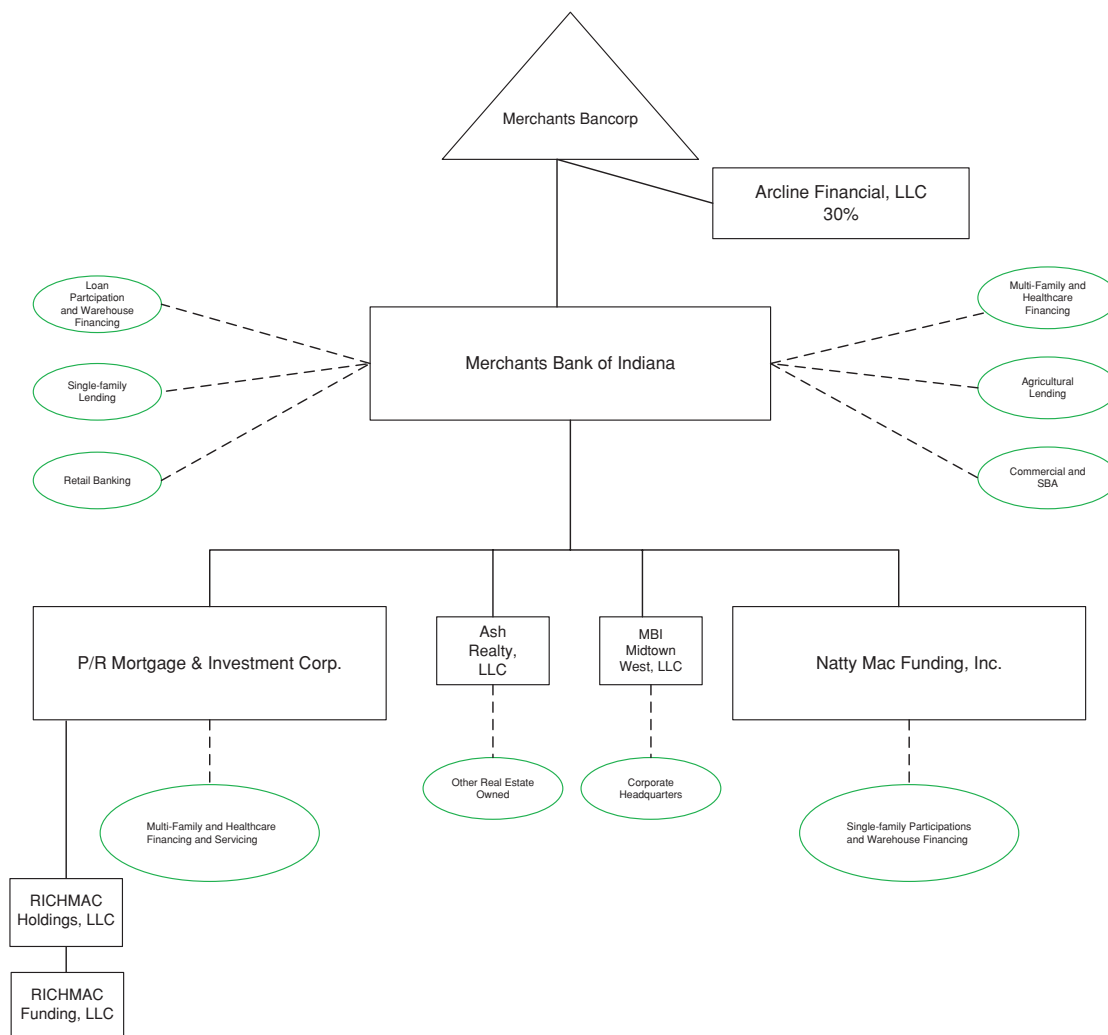 Merchants Bancorp
Arcline Financial, LLC
30%
Loan
Partcipation
and Warehouse
Financing
Multi-Family and
Healthcare
Financing
Merchants Bank of Indiana
Single-family
Lending
Agricultural
Lending
Retail Banking
Commercial and
SBA
P/R Mortgage & Investment Corp.
Ash
Realty,
LLC
MBI
Midtown
West, LLC
Natty Mac Funding, Inc.
Other Real Estate
Owned
Corporate
Headquarters
Multi-Family and Healthcare
Financing and Servicing
Single-family Participations
and Warehouse Financing
RICHMAC
Holdings, LLC
RICHMAC
Funding, LLC